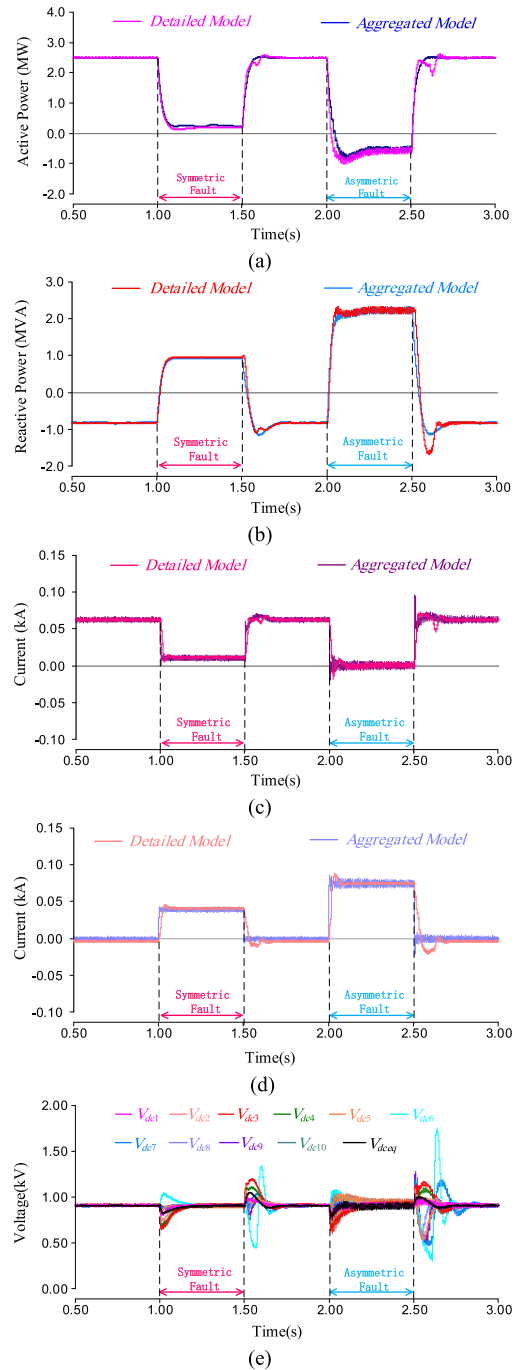 Detailed Model Aggregated Model
4.0
3.0
2.0
1.0
0.0
-1.0
2.0
Active Power (MW)
Symmetric Fault
Asymmetric Fault
0.50 1.00 1.50 2.00 2.50 3.00
Time(s)
(a)
Detailed Model Aggregated Model
3.0
2.0
1.0
0.0
-1.0
-2.0
Reactive Power (MVA)
Symmetric Fault
Asymmetric Fault
0.50 1.00 1.50 2.00 2.50 3.00
Time(s)
(b)
Detailed Model Aggregated Model
0.15
0.10
0.05
0.00
-0.05
-0.10
Current (kA)
Symmetric Fault
Asymmetric Fault
0.50 1.00 1.50 2.00 2.50 3.00
Time(s)
(c)
Detailed Model Aggregated Model
0.15
0.10
0.05
0.00
-0.05
-0.10
Current (kA)
Symmetric Fault
Asymmetric Fault
0.50 1.00 1.50 2.00 2.50 3.00
Time(s)
(d)
Vdc1 Vdc2 Vdc3 Vdc4 Vdc5 Vdc6
Vdc7 Vdc8 Vdc9 Vdc10 Vdceq
2.00
1.50
1.00
0.50
0.00
Voltage(kV)
Symmetric Fault
Asymmetric Fault
0.50 1.00 1.50 2.00 2.50 3.00
Time(s)
(e)